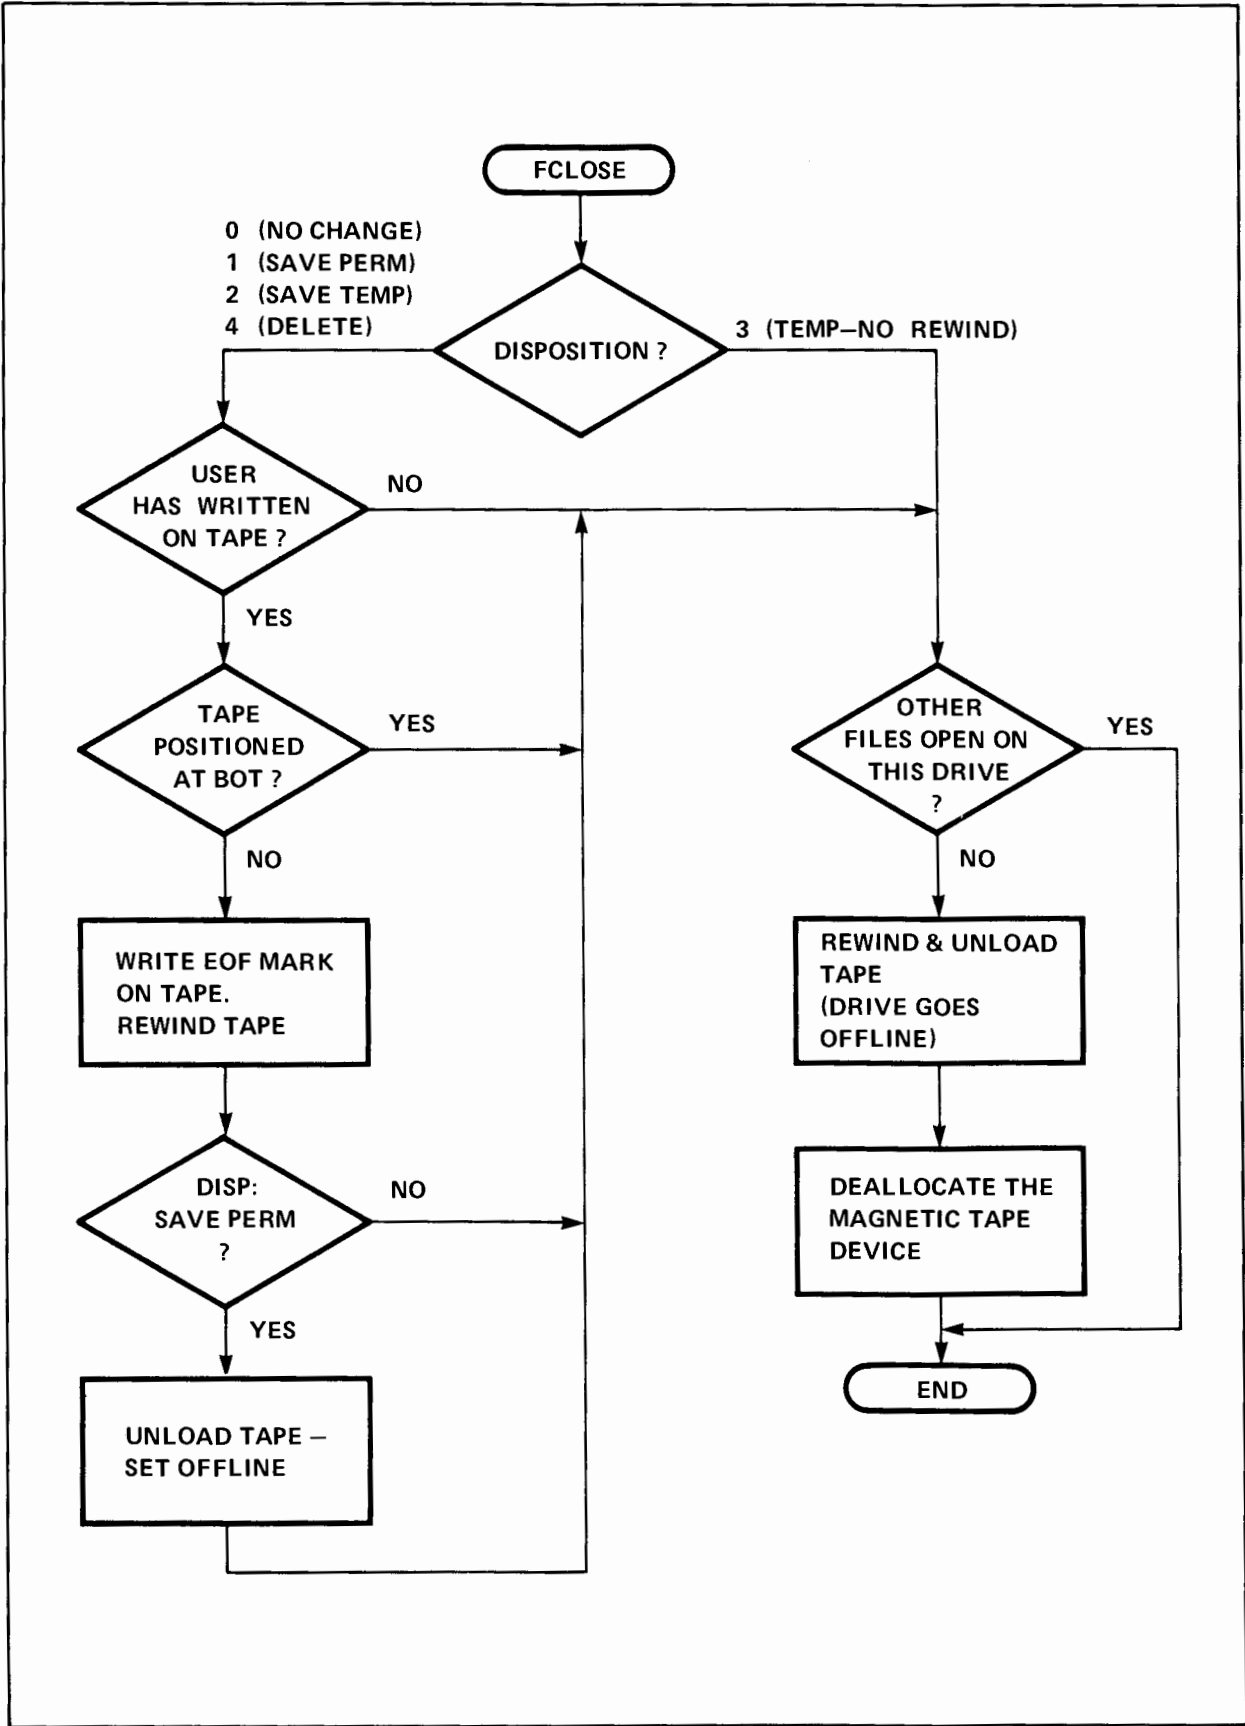 FCLOSE
0 (NO CHANGE)
1 (SAVE PERM)
2 (SAVE TEMP)
4 (DELETE)
DISPOSITION ?
3 (TEMP–NO REWIND)
USER
HAS WRITTEN
ON TAPE ?
NO
YES
TAPE
POSITIONED
AT BOT ?
YES
NO
WRITE EOF MARK
ON TAPE.
REWIND TAPE
DISP:
SAVE PERM
?
NO
YES
UNLOAD TAPE –
SET OFFLINE
OTHER
FILES OPEN ON
THIS DRIVE
?
YES
NO
REWIND & UNLOAD
TAPE
(DRIVE GOES
OFFLINE)
DEALLOCATE THE
MAGNETIC TAPE
DEVICE
END